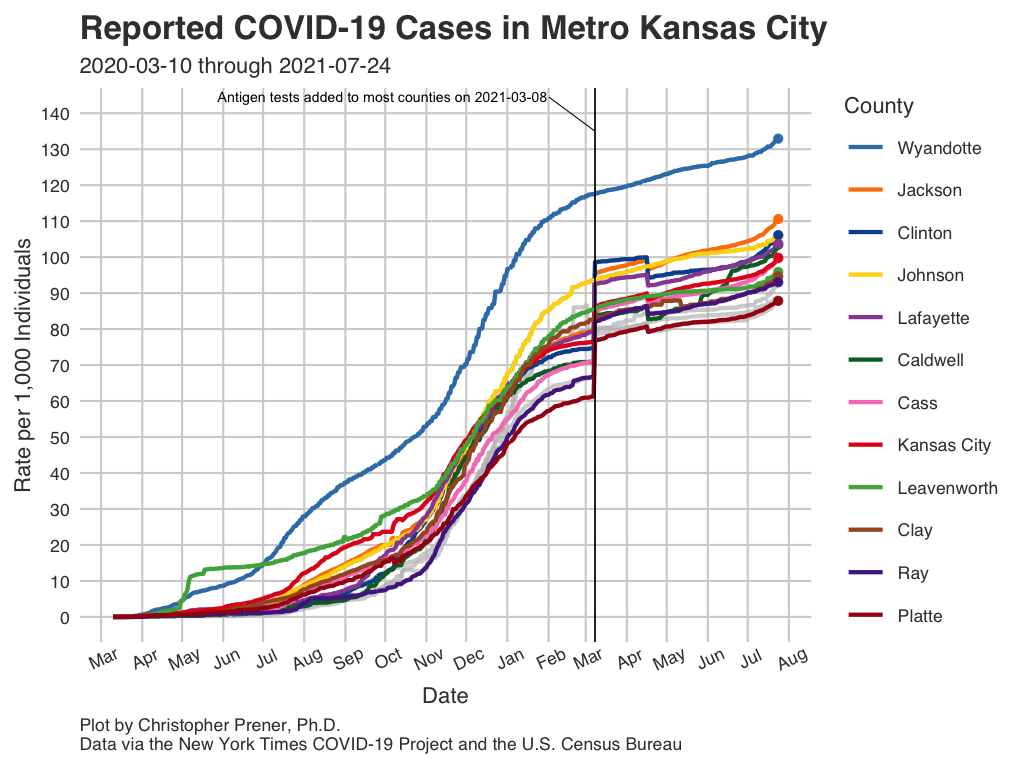 Reported COVID-19 Cases in Metro Kansas City
2020-03-10 through 2021-07-24
Antigen tests added to most counties on 2021-03-08
Rate per 1,000 Individuals
140
130
120
110
100
90
80
70
60
50
40
30
20
10
0
Mar Apr May Jun Jul Aug Sep Oct Nov Dec Jan Feb Mar Apr May Jun Jul Aug
Date
County
Wyandotte
Jackson
Clinton
Johnson
Lafayette
Caldwell
Cass
Kansas City
Leavenworth
Clay
Ray
Platte
Plot by Christopher Prener, Ph.D.
Data via the New York Times COVID-19 Project and the U.S. Census Bureau